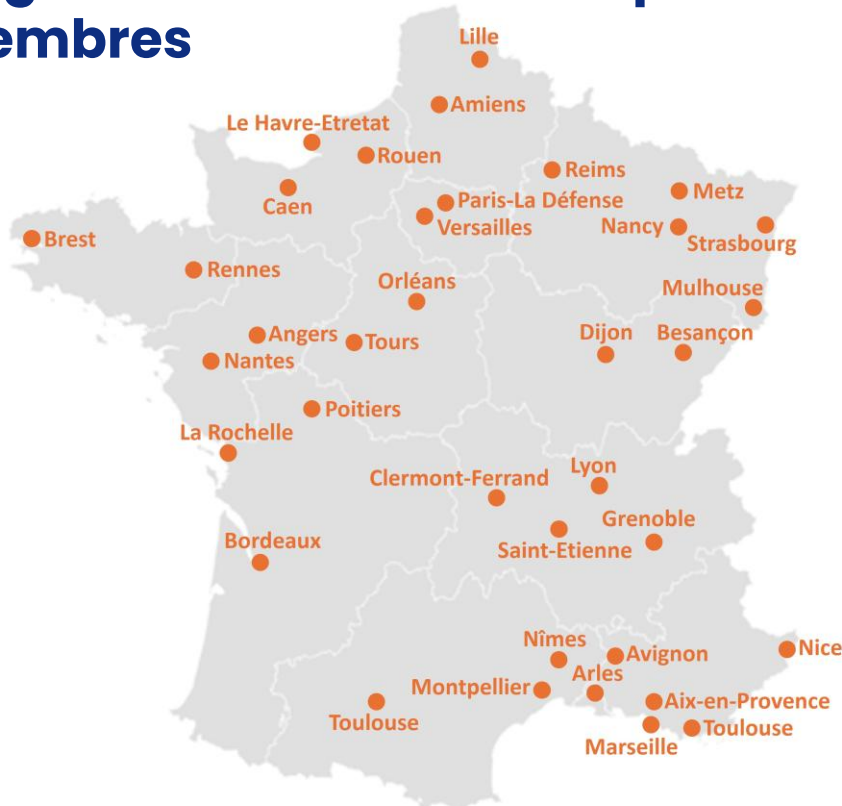 embres
Lille
Amiens
Le Havre-Etretat
Rouen
Reims
Metz
Caen
Paris-La Défense
Versailles
Nancy
Strasbourg
Brest
Rennes
Orléans
Mulhouse
Angers
Tours
Dijon
Besançon
Nantes
Poitiers
La Rochelle
Clermont-Ferrand
Lyon
Grenoble
Saint-Etienne
Bordeaux
Nîmes
Avignon
Nice
Arles
Montpellier
Aix-en-Provence
Toulouse
Toulouse
Marseille